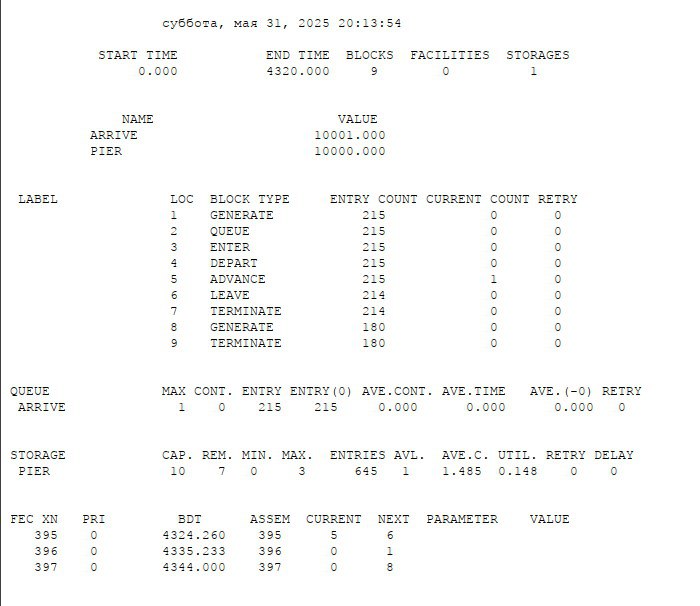 суббота, мая 31, 2025 20:13:54
START TIME END TIME BLOCKS FACILITIES STORAGES
0.000 4320.000 9 0 1
NAME VALUE
ARRIVE 10001.000
PIER 10000.000
LABEL LOC BLOCK TYPE ENTRY COUNT CURRENT COUNT RETRY
1 GENERATE 215 0 0
2 QUEUE 215 0 0
3 ENTER 215 0 0
4 DEPART 215 0 0
5 ADVANCE 215 1 0
6 LEAVE 214 0 0
7 TERMINATE 214 0 0
8 GENERATE 180 0 0
9 TERMINATE 180 0 0
QUEUE MAX CONT. ENTRY ENTRY(0) AVE.CONT. AVE.TIME AVE.(-0) RETRY
ARRIVE 1 0 215 215 0.000 0.000 0.000 0
STORAGE CAP. REM. MIN. MAX. ENTRIES AVL. AVE.C. UTIL. RETRY DELAY
PIER 10 7 0 3 645 1 1.485 0.148 0 0
FEC XN PRI BDT ASSEM CURRENT NEXT PARAMETER VALUE
395 0 4324.260 395 5 6
396 0 4335.233 396 0 1
397 0 4344.000 397 0 8